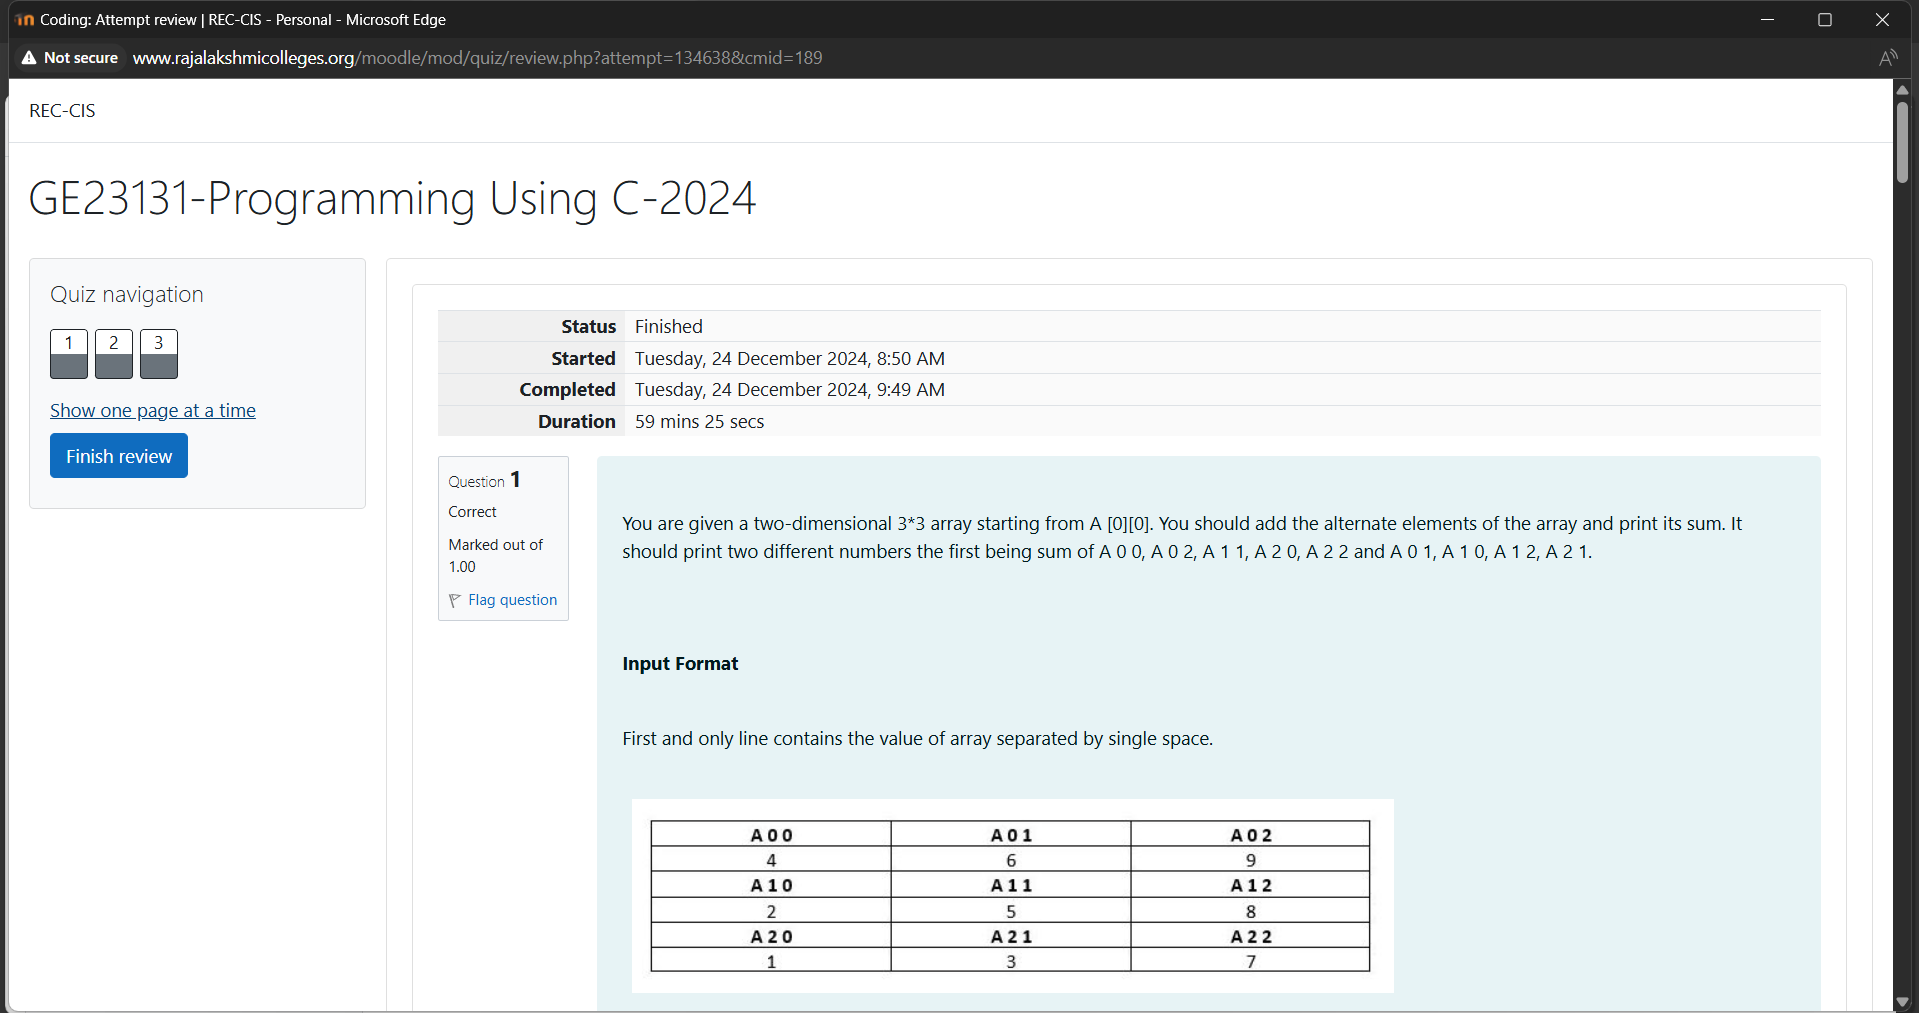 Coding: Attempt review | REC-CIS - Personal - Microsoft Edge
Not secure www.rajalakshmicolleges.org/moodle/mod/quiz/review.php?attempt=134638&cmid=189
REC-CIS
GE23131-Programming Using C-2024
Quiz navigation
1 2 3
Show one page at a time
Finish review
Status Finished
Started Tuesday, 24 December 2024, 8:50 AM
Completed Tuesday, 24 December 2024, 9:49 AM
Duration 59 mins 25 secs
Question 1
Correct
Marked out of
1.00
Flag question
You are given a two-dimensional 3*3 array starting from A [0][0]. You should add the alternate elements of the array and print its sum. It
should print two different numbers the first being sum of A 0 0, A 0 2, A 1 1, A 2 0, A 2 2 and A 0 1, A 1 0, A 1 2, A 2 1.
Input Format
First and only line contains the value of array separated by single space.
A 0 0 A 0 1 A 0 2
4 6 9
A 1 0 A 1 1 A 1 2
2 5 8
A 2 0 A 2 1 A 2 2
1 3 7